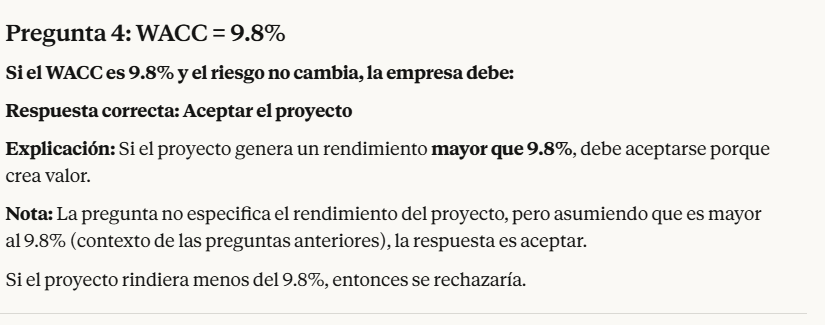 Pregunta 4: WACC = 9.8%
Si el WACC es 9.8% y el riesgo no cambia, la empresa debe:
Respuesta correcta: Aceptar el proyecto
Explicación: Si el proyecto genera un rendimiento mayor que 9.8%, debe aceptarse porque
crea valor.
Nota: La pregunta no especifica el rendimiento del proyecto, pero asumiendo que es mayor
al 9.8% (contexto de las preguntas anteriores), la respuesta es aceptar.
Si el proyecto rindiera menos del 9.8%, entonces se rechazaría.